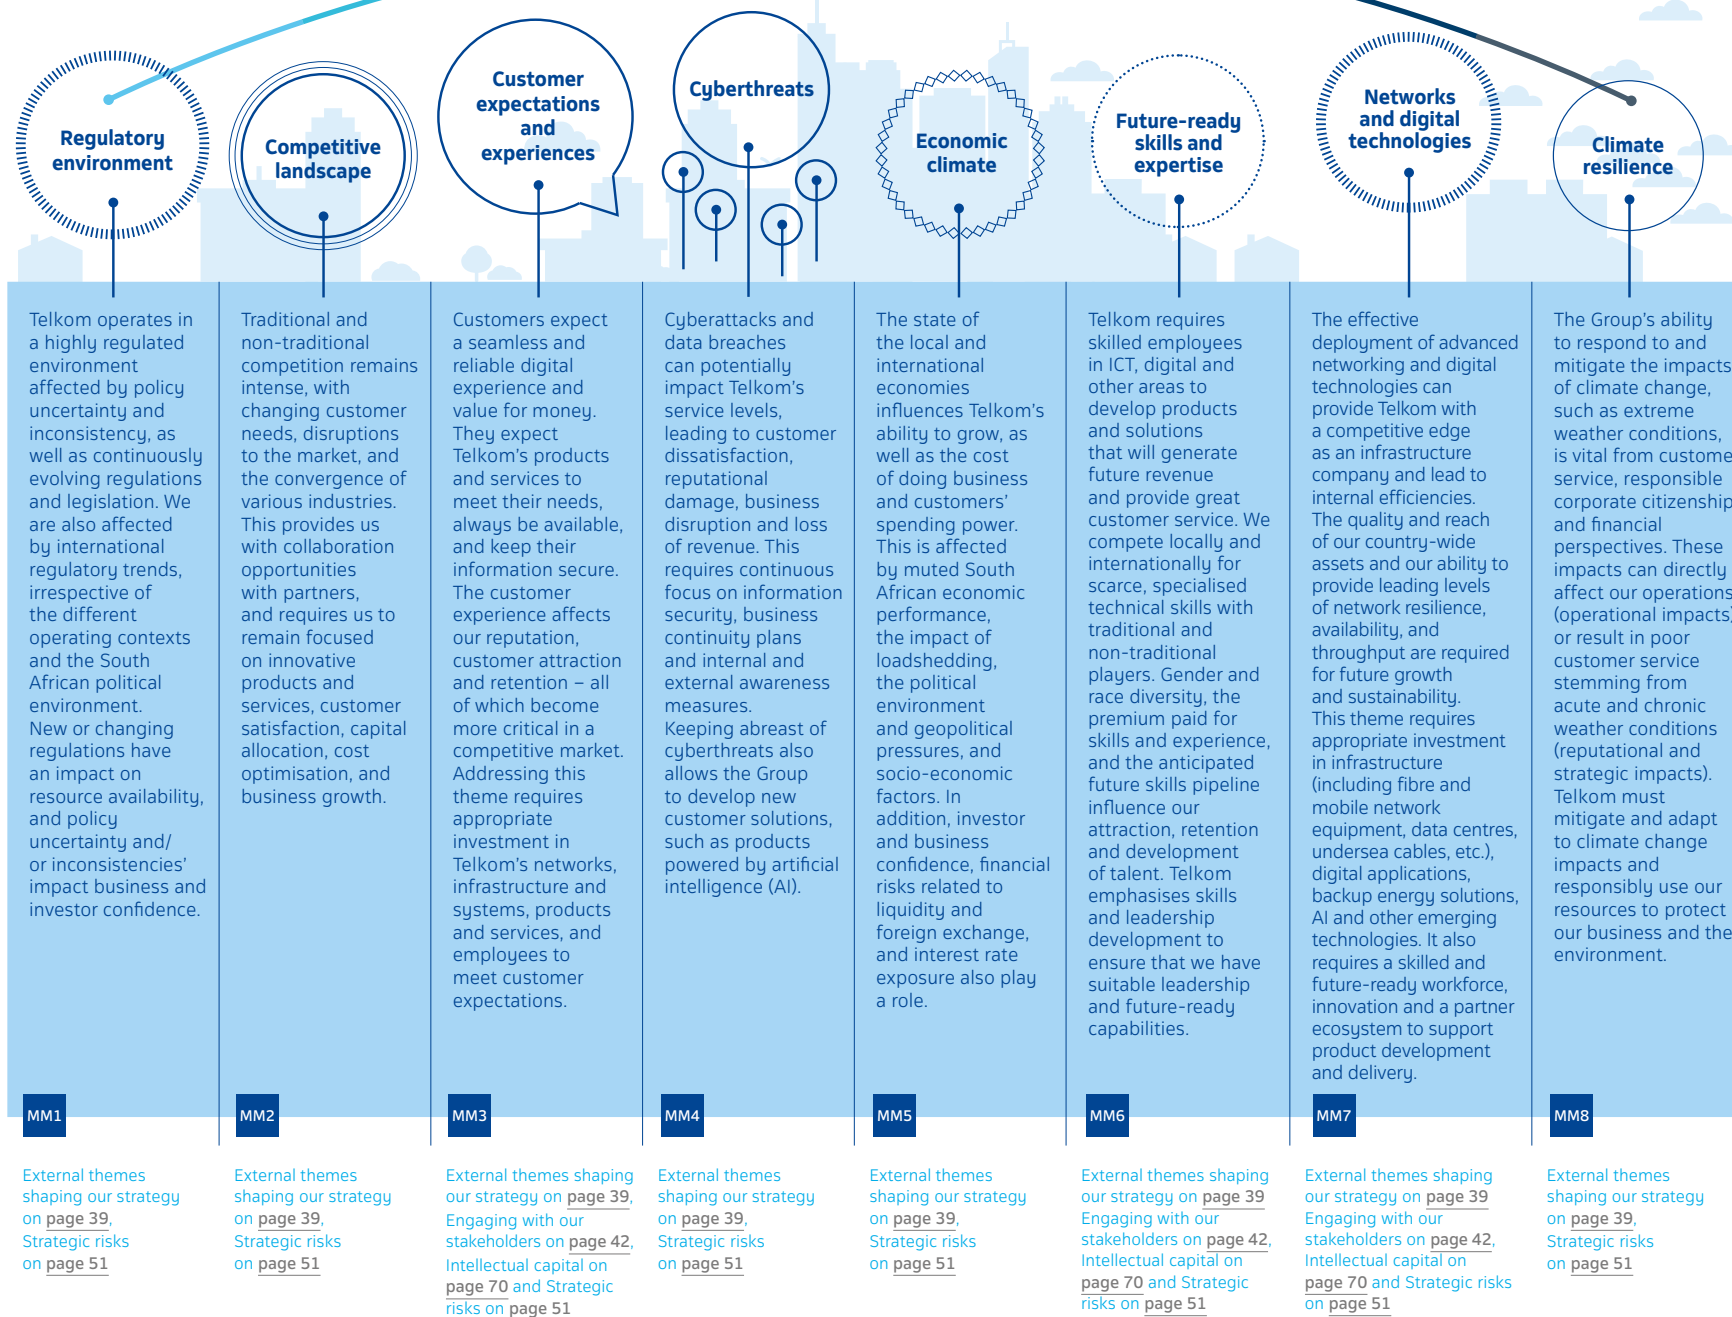 Regulatory
environment
Competitive
landscape
Customer
expectations
and
experiences
Cyberthreats
Economic
climate
Future-ready
skills and
expertise
Networks
and digital
technologies
Climate
resilience
Telkom operates in
a highly regulated
environment
affected by policy
uncertainty and
inconsistency, as
well as continuously
evolving regulations
and legislation. We
are also affected
by international
regulatory trends,
irrespective of
the different
operating contexts
and the South
African political
environment.
New or changing
regulations have
an impact on
resource availability,
and policy
uncertainty and/
or inconsistencies’
impact business and
investor confidence.
MM1
External themes
shaping our strategy
on page 39,
Strategic risks
on page 51
Traditional and
non-traditional
competition remains
intense, with
changing customer
needs, disruptions
to the market, and
the convergence of
various industries.
This provides us
with collaboration
opportunities
with partners,
and requires us to
remain focused
on innovative
products and
services, customer
satisfaction, capital
allocation, cost
optimisation, and
business growth.
MM2
External themes
shaping our strategy
on page 39,
Strategic risks
on page 51
Customers expect
a seamless and
reliable digital
experience and
value for money.
They expect
Telkom’s products
and services to
meet their needs,
always be available,
and keep their
information secure.
The customer
experience affects
our reputation,
customer attraction
and retention – all
of which become
more critical in a
competitive market.
Addressing this
theme requires
appropriate
investment in
Telkom’s networks,
infrastructure and
systems, products
and services, and
employees to
meet customer
expectations.
MM3
External themes shaping
our strategy on page 39,
Engaging with our
stakeholders on page 42,
Intellectual capital on
page 70 and Strategic
risks on page 51
Cyberattacks and
data breaches
can potentially
impact Telkom’s
service levels,
leading to customer
dissatisfaction,
reputational
damage, business
disruption and loss
of revenue. This
requires continuous
focus on information
security, business
continuity plans
and internal and
external awareness
measures.
Keeping abreast of
cyberthreats also
allows the Group
to develop new
customer solutions,
such as products
powered by artificial
intelligence (AI).
MM4
External themes
shaping our strategy
on page 39,
Strategic risks
on page 51
The state of
the local and
international
economies
influences Telkom’s
ability to grow, as
well as the cost
of doing business
and customers’
spending power.
This is affected
by muted South
African economic
performance,
the impact of
loadshedding,
the political
environment
and geopolitical
pressures, and
socio-economic
factors. In
addition, investor
and business
confidence, financial
risks related to
liquidity and
foreign exchange,
and interest rate
exposure also play
a role.
MM5
External themes
shaping our strategy
on page 39,
Strategic risks
on page 51
Telkom requires
skilled employees
in ICT, digital and
other areas to
develop products
and solutions
that will generate
future revenue
and provide great
customer service. We
compete locally and
internationally for
scarce, specialised
technical skills with
traditional and
non-traditional
players. Gender and
race diversity, the
premium paid for
skills and experience,
and the anticipated
future skills pipeline
influence our
attraction, retention
and development
of talent. Telkom
emphasises skills
and leadership
development to
ensure that we have
suitable leadership
and future-ready
capabilities.
MM6
External themes shaping
our strategy on page 39
Engaging with our
stakeholders on page 42,
Intellectual capital on
page 70 and Strategic
risks on page 51
The effective
deployment of advanced
networking and digital
technologies can
provide Telkom with
a competitive edge
as an infrastructure
company and lead to
internal efficiencies.
The quality and reach
of our country-wide
assets and our ability to
provide leading levels
of network resilience,
availability, and
throughput are required
for future growth
and sustainability.
This theme requires
appropriate investment
in infrastructure
(including fibre and
mobile network
equipment, data centres,
undersea cables, etc.),
digital applications,
backup energy solutions,
AI and other emerging
technologies. It also
requires a skilled and
future-ready workforce,
innovation and a partner
ecosystem to support
product development
and delivery.
MM7
External themes shaping
our strategy on page 39
Engaging with our
stakeholders on page 42,
Intellectual capital on
page 70 and Strategic risks
on page 51
The Group’s ability
to respond to and
mitigate the impacts
of climate change,
such as extreme
weather conditions,
is vital from custome
service, responsible
corporate citizenship
and financial
perspectives. These
impacts can directly
affect our operations
(operational impacts)
or result in poor
customer service
stemming from
acute and chronic
weather conditions
(reputational and
strategic impacts).
Telkom must
mitigate and adapt
to climate change
impacts and
responsibly use our
resources to protect
our business and the
environment.
MM8
External themes
shaping our strategy
on page 39,
Strategic risks
on page 51